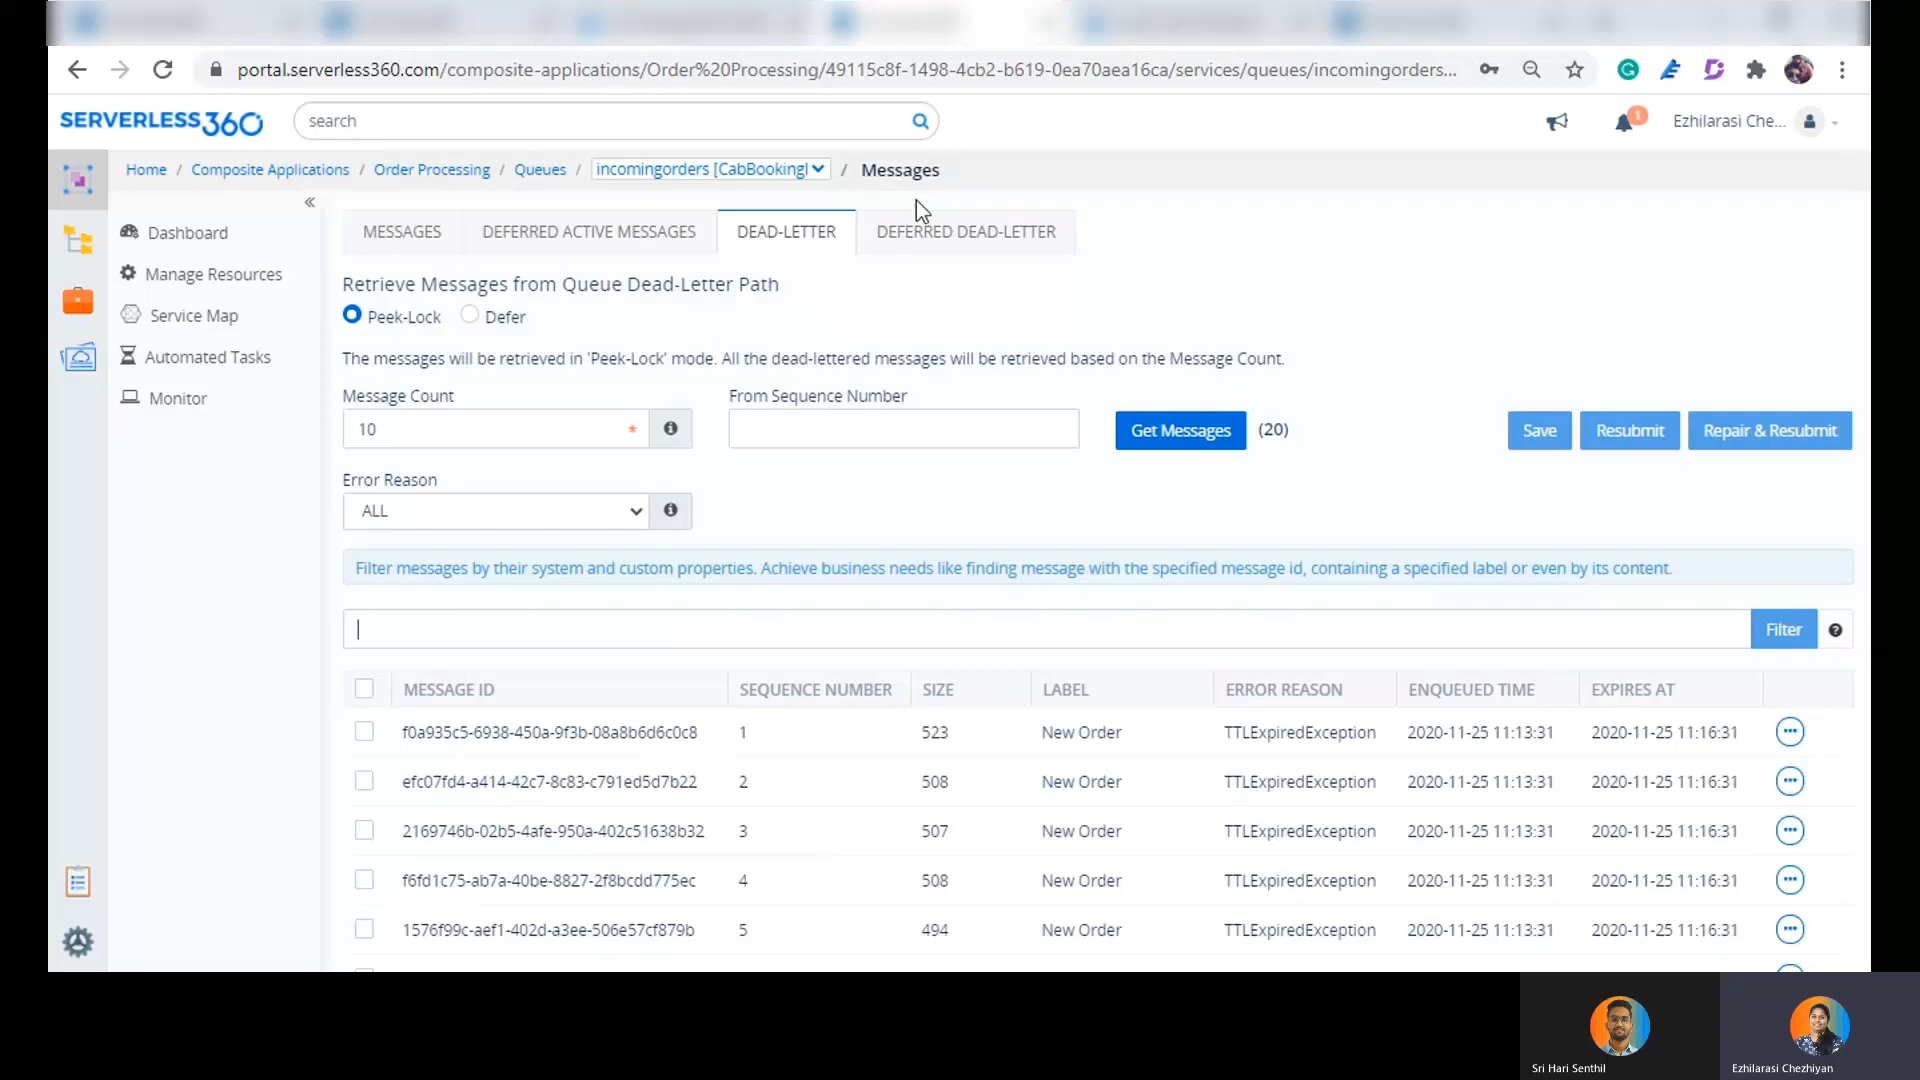 portal.serverless360.com/composite-applications/Order%20Processing/49115c8f-1498-4cb2-b619-0ea70aea16ca/services/queues/incomingorders...
SERVERLESS360
search
1
Ezhilarasi Che...
Home / Composite Applications / Order Processing / Queues / incomingorders [CabBooking] / Messages
Dashboard
Manage Resources
Service Map
Automated Tasks
Monitor
MESSAGES DEFERRED ACTIVE MESSAGES DEAD-LETTER DEFERRED DEAD-LETTER
Retrieve Messages from Queue Dead-Letter Path
Peek-Lock Defer
The messages will be retrieved in 'Peek-Lock' mode. All the dead-lettered messages will be retrieved based on the Message Count.
Message Count From Sequence Number
10 * Get Messages (20) Save Resubmit Repair & Resubmit
Error Reason
ALL
Filter messages by their system and custom properties. Achieve business needs like finding message with the specified message id, containing a specified label or even by its content.
Filter
MESSAGE ID SEQUENCE NUMBER SIZE LABEL ERROR REASON ENQUEUED TIME EXPIRES AT
f0a935c5-6938-450a-9f3b-08a8b6d6c0c8 1 523 New Order TTLExpiredException 2020-11-25 11:13:31 2020-11-25 11:16:31
efc07fd4-a414-42c7-8c83-c791ed5d7b22 2 508 New Order TTLExpiredException 2020-11-25 11:13:31 2020-11-25 11:16:31
2169746b-02b5-4afe-950a-402c51638b32 3 507 New Order TTLExpiredException 2020-11-25 11:13:31 2020-11-25 11:16:31
f6fd1c75-ab7a-40be-8827-2f8bcdd775ec 4 508 New Order TTLExpiredException 2020-11-25 11:13:31 2020-11-25 11:16:31
1576f99c-aef1-402d-a3ee-506e57cf879b 5 494 New Order TTLExpiredException 2020-11-25 11:13:31 2020-11-25 11:16:31
Sri Hari Senthil
Ezhilarasi Chezhiyan